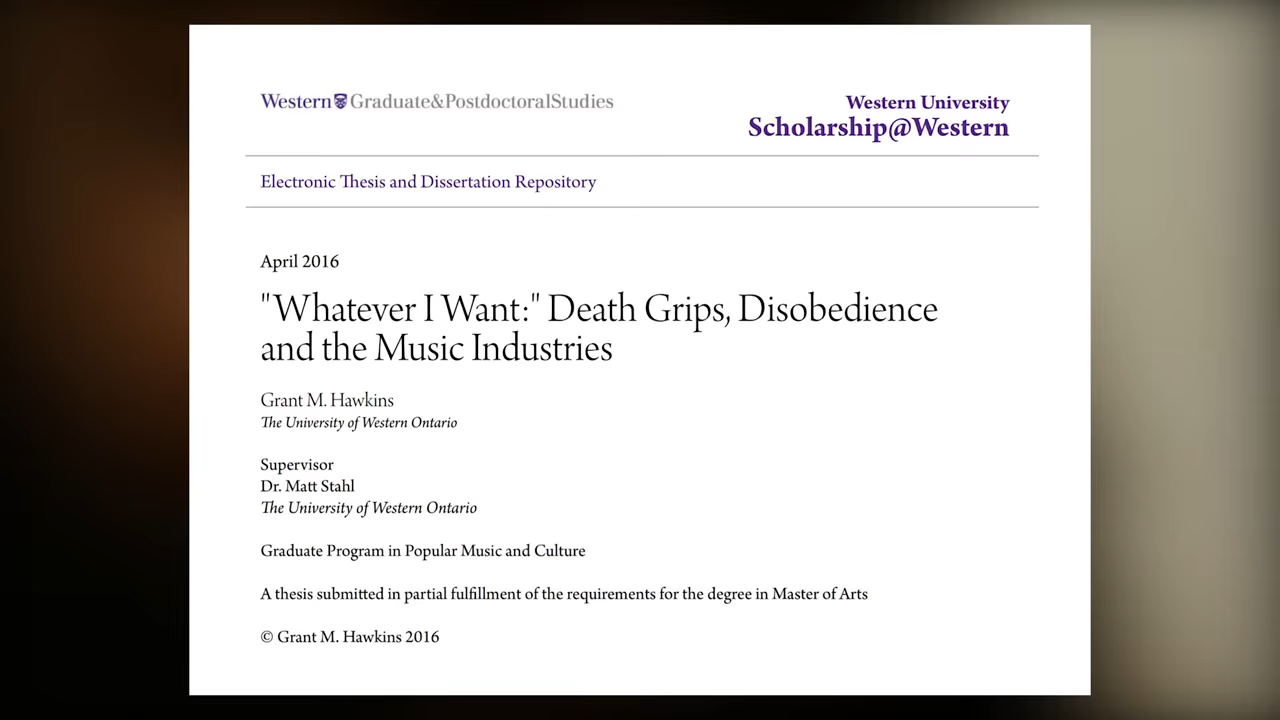 Western Graduate&PostdoctoralStudies
Western University
Scholarship@Western
Electronic Thesis and Dissertation Repository
April 2016
"Whatever I Want:" Death Grips, Disobedience
and the Music Industries
Grant M. Hawkins
The University of Western Ontario
Supervisor
Dr. Matt Stahl
The University of Western Ontario
Graduate Program in Popular Music and Culture
A thesis submitted in partial fulfillment of the requirements for the degree in Master of Arts
© Grant M. Hawkins 2016